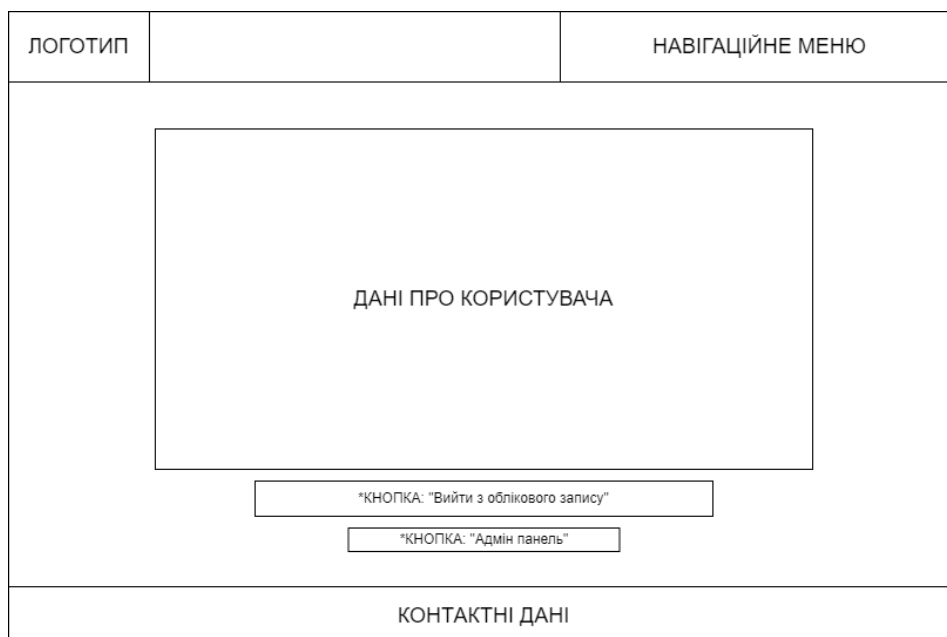 ЛОГОТИП
НАВІГАЦІЙНЕ МЕНЮ
ДАНІ ПРО КОРИСТУВАЧА
*КНОПКА: "Вийти з облікового запису"
*КНОПКА: "Адмін панель"
КОНТАКТНІ ДАНІ